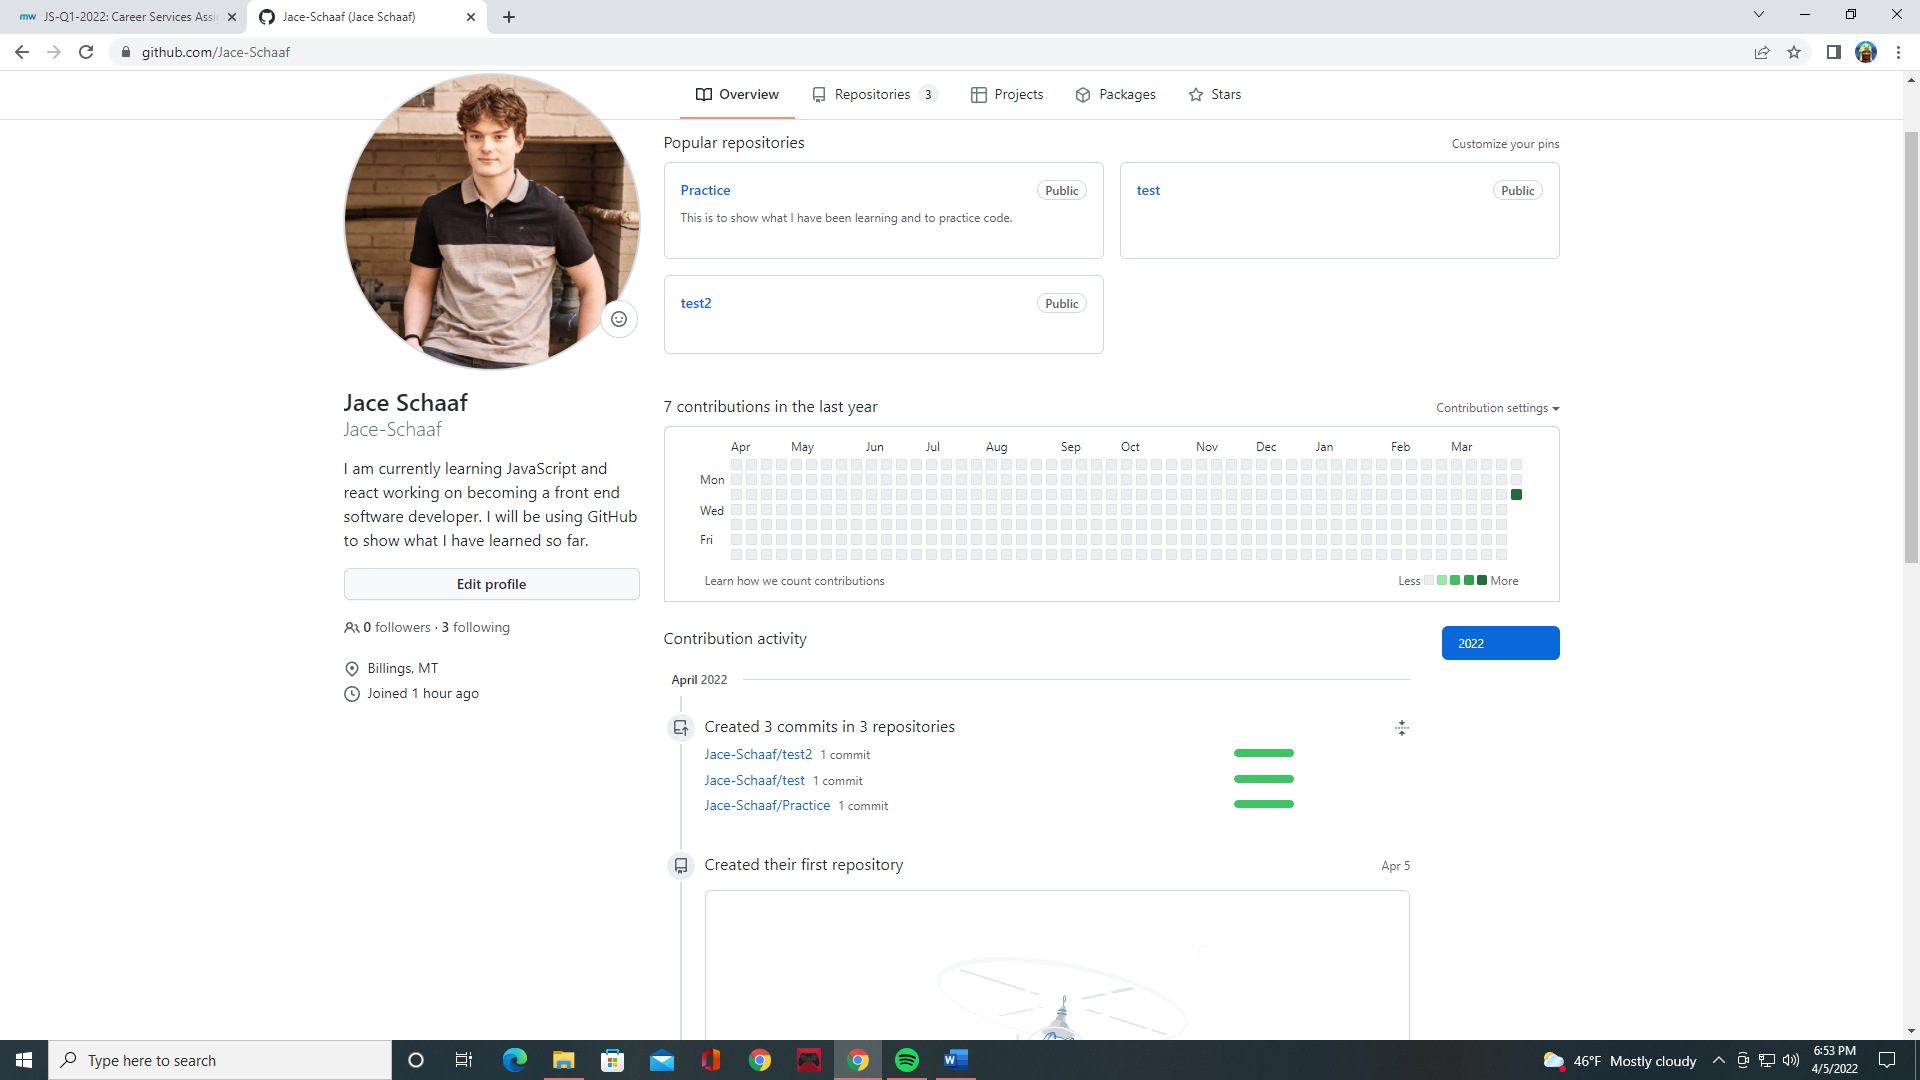 mw JS-Q1-2022: Career Services Assi
Jace-Schaaf (Jace Schaaf)
github.com/Jace-Schaaf
Overview
Repositories 3
Projects
Packages
Stars
Popular repositories
Customize your pins
Practice
Public
This is to show what I have been learning and to practice code.
test
Public
test2
Public
Jace Schaaf
Jace-Schaaf
I am currently learning JavaScript and
react working on becoming a front end
software developer. I will be using GitHub
to show what I have learned so far.
Edit profile
0 followers · 3 following
Billings, MT
Joined 1 hour ago
7 contributions in the last year
Contribution settings
Apr May Jun Jul Aug Sep Oct Nov Dec Jan Feb Mar
Mon
Wed
Fri
Learn how we count contributions
Less More
Contribution activity
2022
April 2022
Created 3 commits in 3 repositories
Jace-Schaaf/test2 1 commit
Jace-Schaaf/test 1 commit
Jace-Schaaf/Practice 1 commit
Created their first repository
Apr 5
Type here to search
W
46°F Mostly cloudy
6:53 PM
4/5/2022